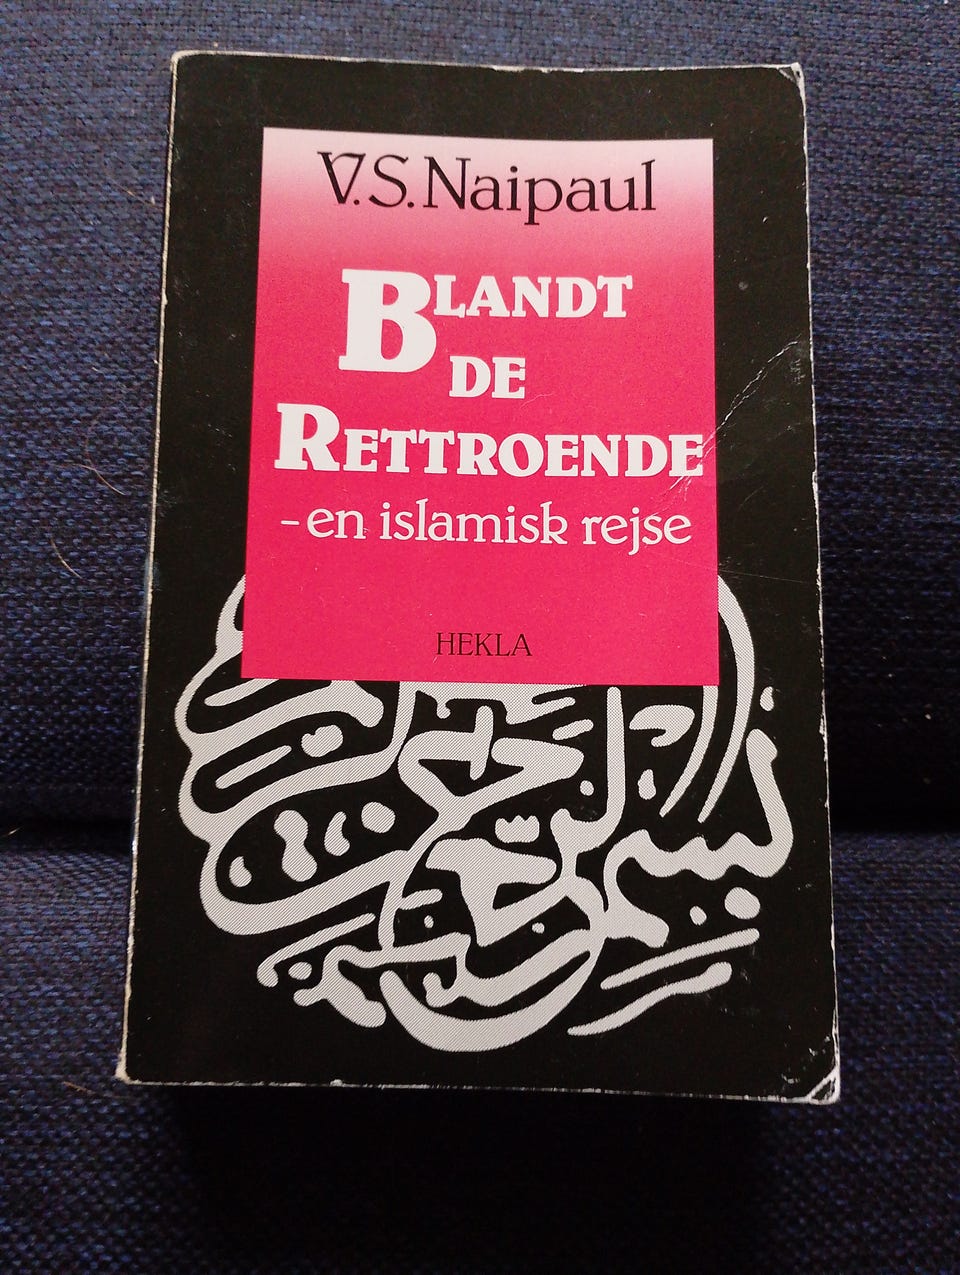 V.S. Naipaul
BLANDT
DE
RETTROENDE
- en islamisk rejse
HEKLA